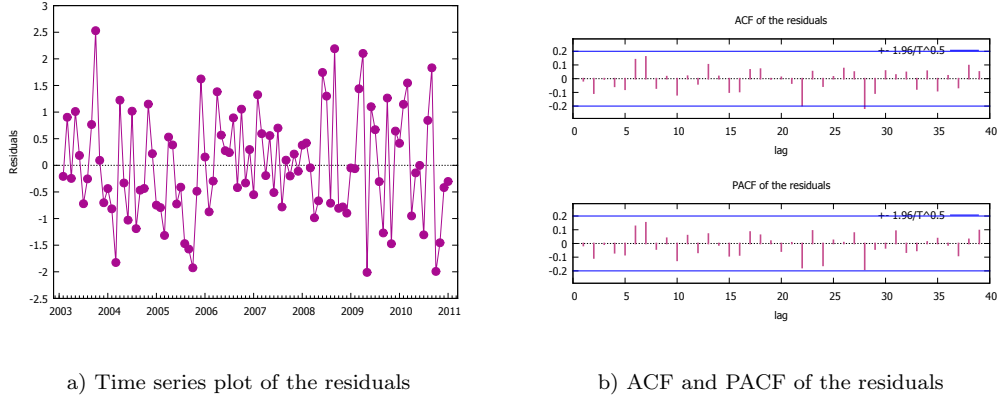 3
2.5
2
1.5
1
0.5
0
-0.5
-1
-1.5
-2
-2.5
Residuals
2003 2004 2005 2006 2007 2008 2009 2010 2011
a) Time series plot of the residuals
ACF of the residuals
+- 1.96/T^0.5
0.2
0.1
0
-0.1
-0.2
0 5 10 15 20 25 30 35 40
lag
PACF of the residuals
+- 1.96/T^0.5
0.2
0.1
0
-0.1
-0.2
0 5 10 15 20 25 30 35 40
lag
b) ACF and PACF of the residuals